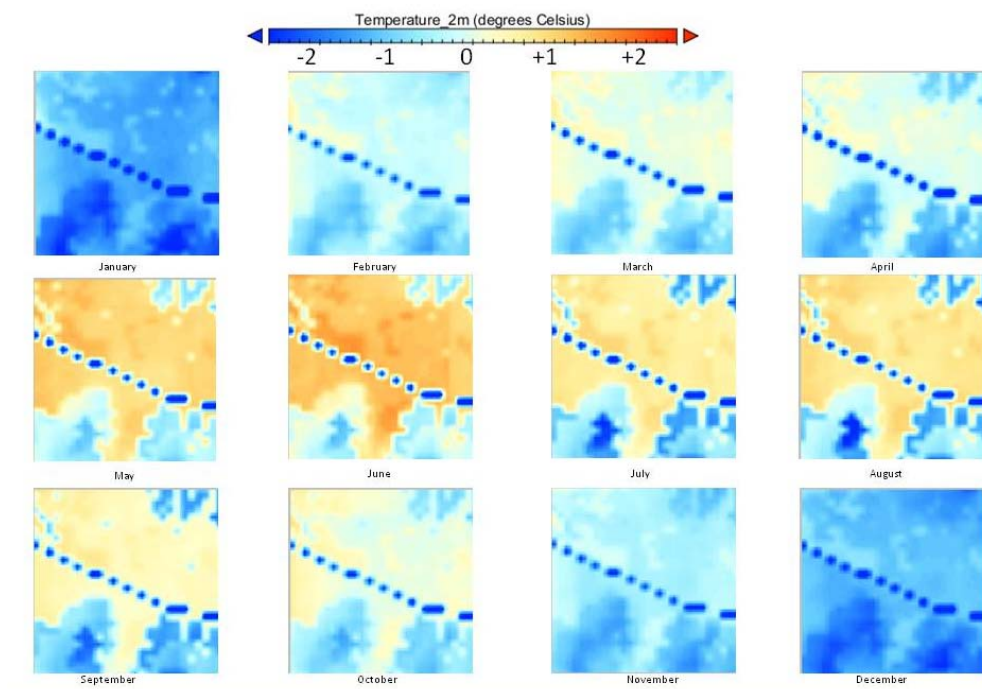 Temperature_2m (degrees Celsius)
-2 -1 0 +1 +2
January February March April
May June July August
September October November December